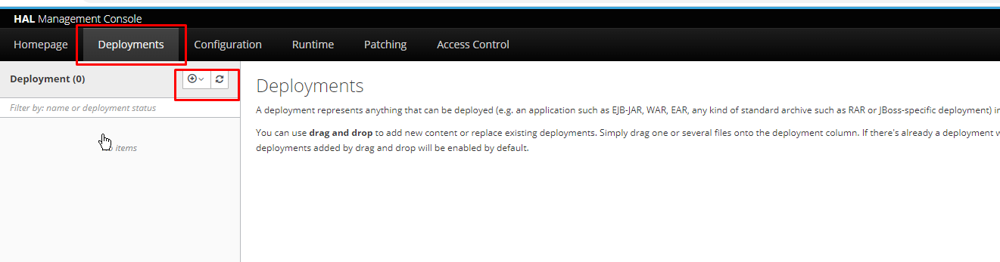 HAL Management Console
Homepage Deployments Configuration Runtime Patching Access Control
Deployment (0)
Filter by: name or deployment status
items
Deployments
A deployment represents anything that can be deployed (e.g. an application such as EJB-JAR, WAR, EAR, any kind of standard archive such as RAR or JBoss-specific deployment) in
You can use drag and drop to add new content or replace existing deployments. Simply drag one or several files onto the deployment column. If there's already a deployment w
deployments added by drag and drop will be enabled by default.